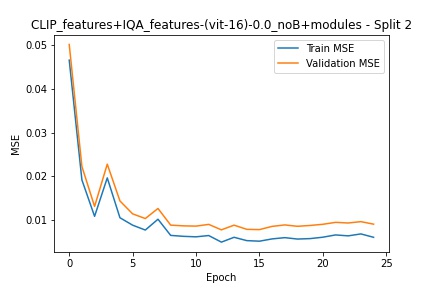 CLIP_features+IQA_features-(vit-16)-0.0_noB+modules - Split 2
Train MSE
Validation MSE
MSE
0.05
0.04
0.03
0.02
0.01
0
5
10
15
20
25
Epoch